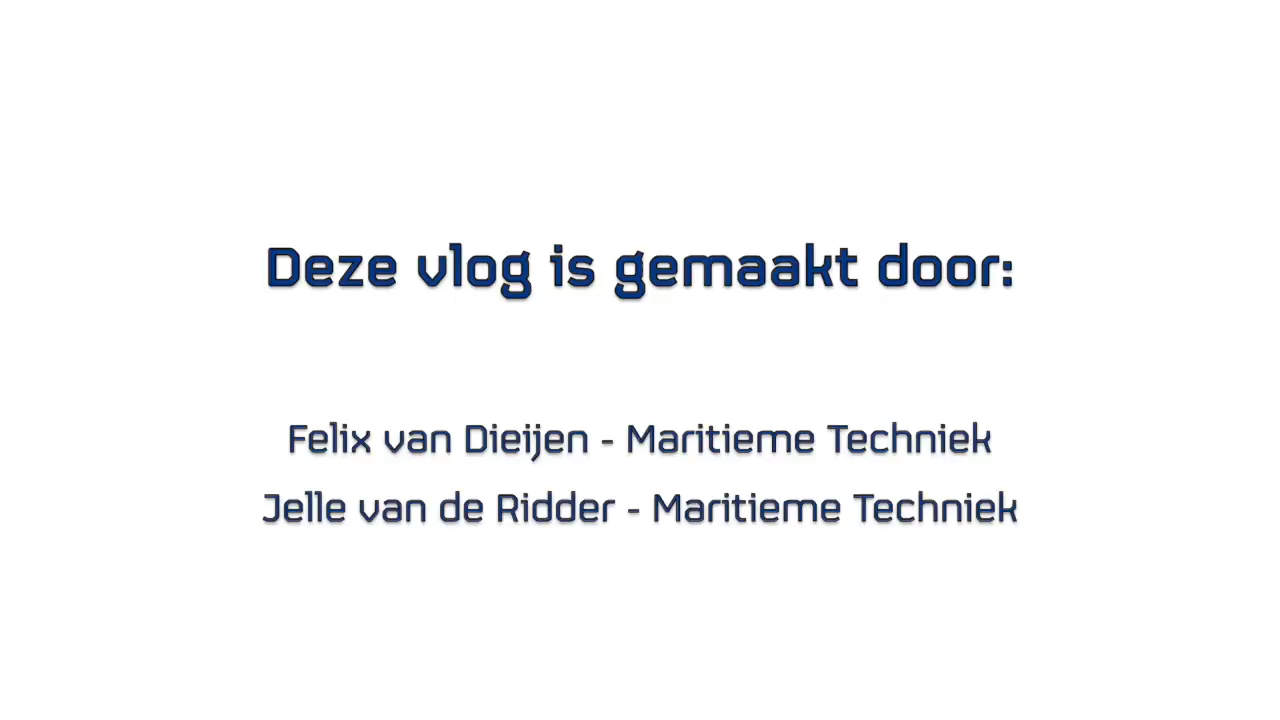 Deze vlog is gemaakt door:
Felix van Dieijen - Maritieme Techniek
Jelle van de Ridder - Maritieme Techniek